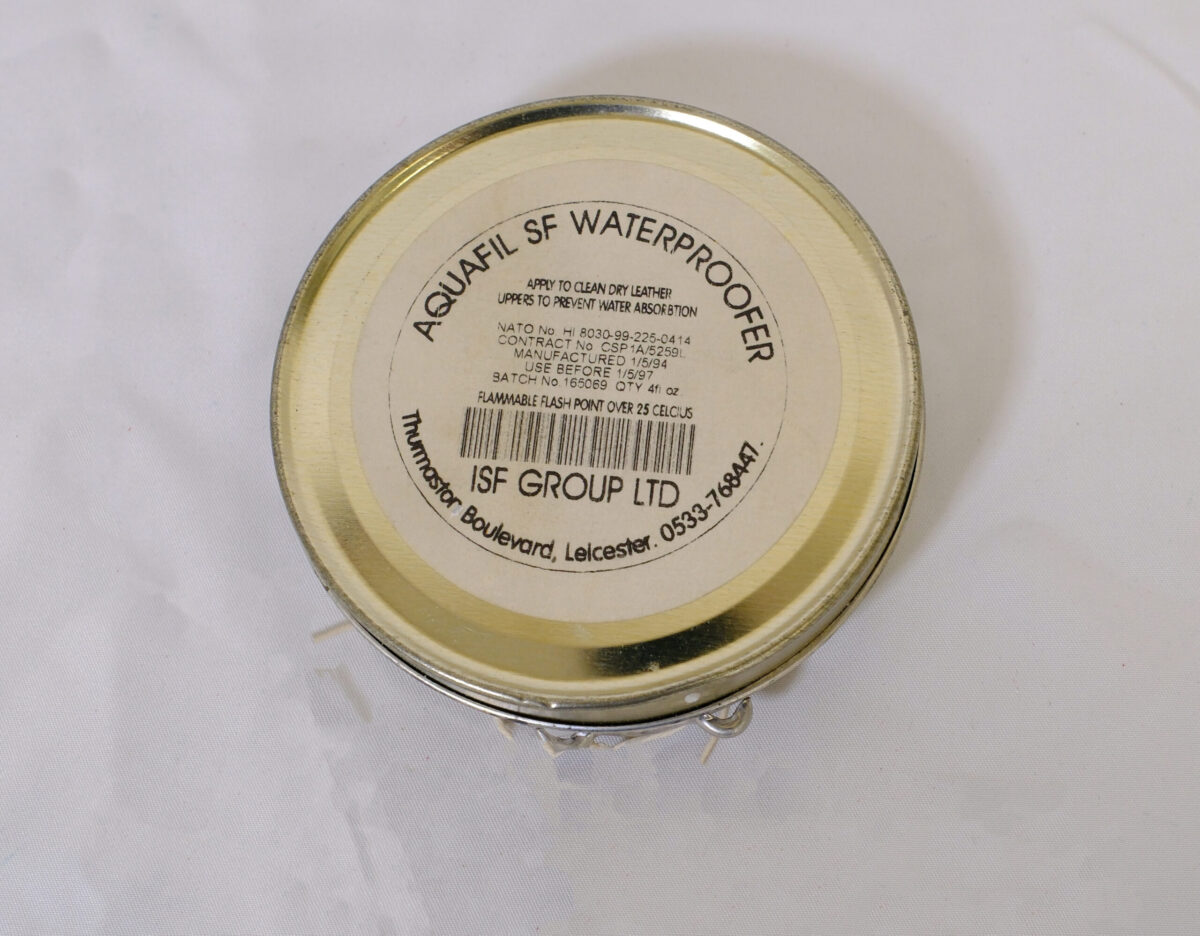 AQUAFIL SF WATERPROOFER
APPLY TO CLEAN DRY LEATHER
UPPERS TO PREVENT WATER ABSORBTION
NATO No. HI 8030-99-225-0414
CONTRACT No. CSP1A/5259L
MANUFACTURED 1/5/94
USE BEFORE 1/5/97
BATCH No. 165069 QTY 4fl oz.
FLAMMABLE FLASH POINT OVER 25 CELCIUS
ISF GROUP LTD
Thurmaston Boulevard, Leicester. 0533-768447.